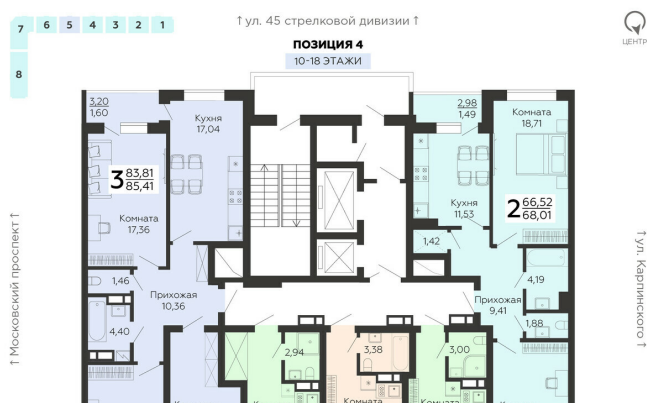 7 6 5 4 3 2 1
8
↑ ул. 45 стрелковой дивизии ↑
ПОЗИЦИЯ 4
10-18 ЭТАЖИ
ЦЕНТР
3,20
1,60
Кухня
17,04
3 83,81
85,41
Комната
17,36
1,46
Прихожая
10,36
4,40
2,94
3,38
3,00
2,98
1,49
Комната
18,71
Кухня
11,53
2 66,52
68,01
1,42
4,19
Прихожая
9,41
1,88
Комната
↑ Московский проспект ↑
↑ ул. Карпинского ↑